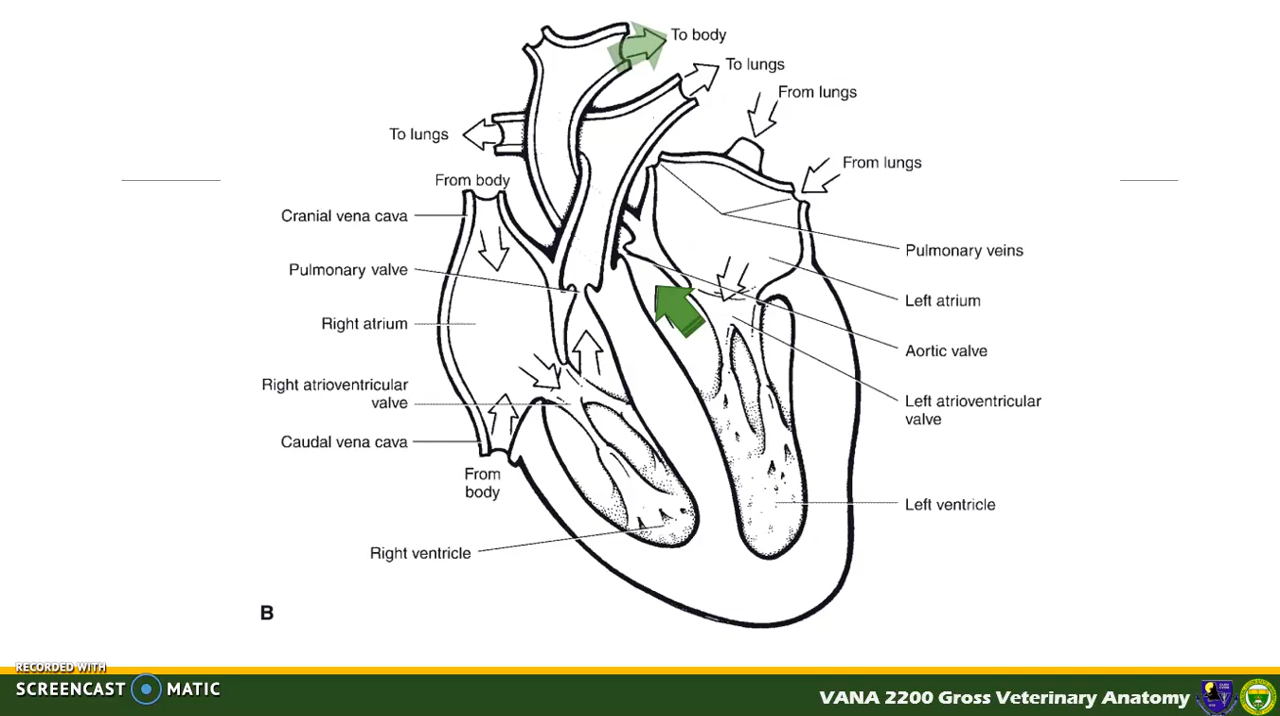 To body
To lungs
From lungs
To lungs
From lungs
From body
Cranial vena cava
Pulmonary veins
Pulmonary valve
Left atrium
Right atrium
Aortic valve
Right atrioventricular
valve
Left atrioventricular
valve
Caudal vena cava
From
body
Left ventricle
Right ventricle
B
RECORDED WITH
SCREENCAST MATIC
VANA 2200 Gross Veterinary Anatomy